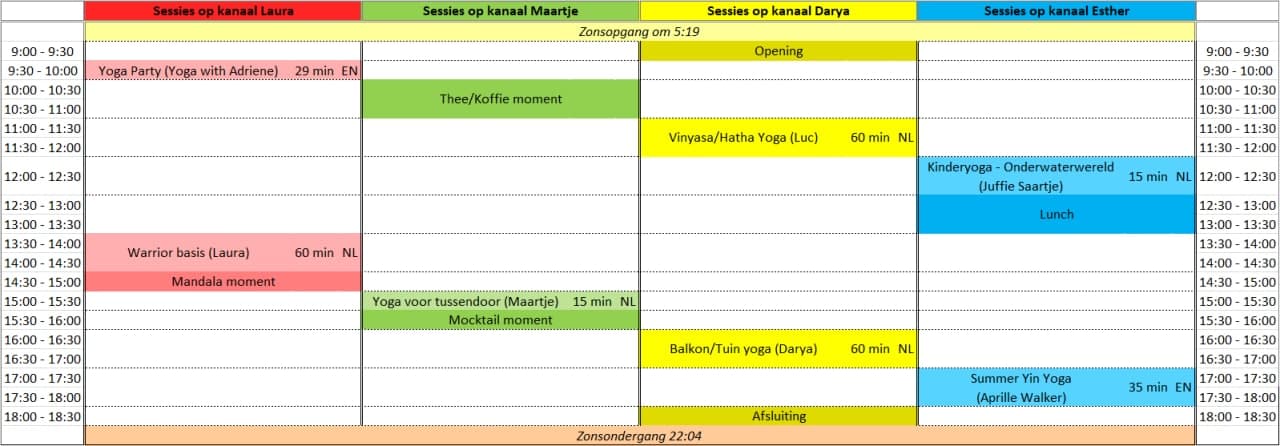 Sessies op kanaal Laura Sessies op kanaal Maartje Sessies op kanaal Darya Sessies op kanaal Esther
Zonsopgang om 5:19
9:00 - 9:30 Opening 9:00 - 9:30
9:30 - 10:00 Yoga Party (Yoga with Adriene) 29 min EN 9:30 - 10:00
10:00 - 10:30 10:00 - 10:30
Thee/Koffie moment
10:30 - 11:00 10:30 - 11:00
11:00 - 11:30 11:00 - 11:30
Vinyasa/Hatha Yoga (Luc) 60 min NL
11:30 - 12:00 11:30 - 12:00
Kinderyoga - Onderwaterwereld
12:00 - 12:30 15 min NL 12:00 - 12:30
(Juffie Saartje)
12:30 - 13:00 12:30 - 13:00
Lunch
13:00 - 13:30 13:00 - 13:30
13:30 - 14:00 13:30 - 14:00
Warrior basis (Laura) 60 min NL
14:00 - 14:30 14:00 - 14:30
14:30 - 15:00 Mandala moment 14:30 - 15:00
15:00 - 15:30 Yoga voor tussendoor (Maartje) 15 min NL 15:00 - 15:30
15:30 - 16:00 Mocktail moment 15:30 - 16:00
16:00 - 16:30 16:00 - 16:30
Balkon/Tuin yoga (Darya) 60 min NL
16:30 - 17:00 16:30 - 17:00
17:00 - 17:30 Summer Yin Yoga 17:00 - 17:30
35 min EN
17:30 - 18:00 (Aprille Walker) 17:30 - 18:00
18:00 - 18:30 Afsluiting 18:00 - 18:30
Zonsondergang 22:04